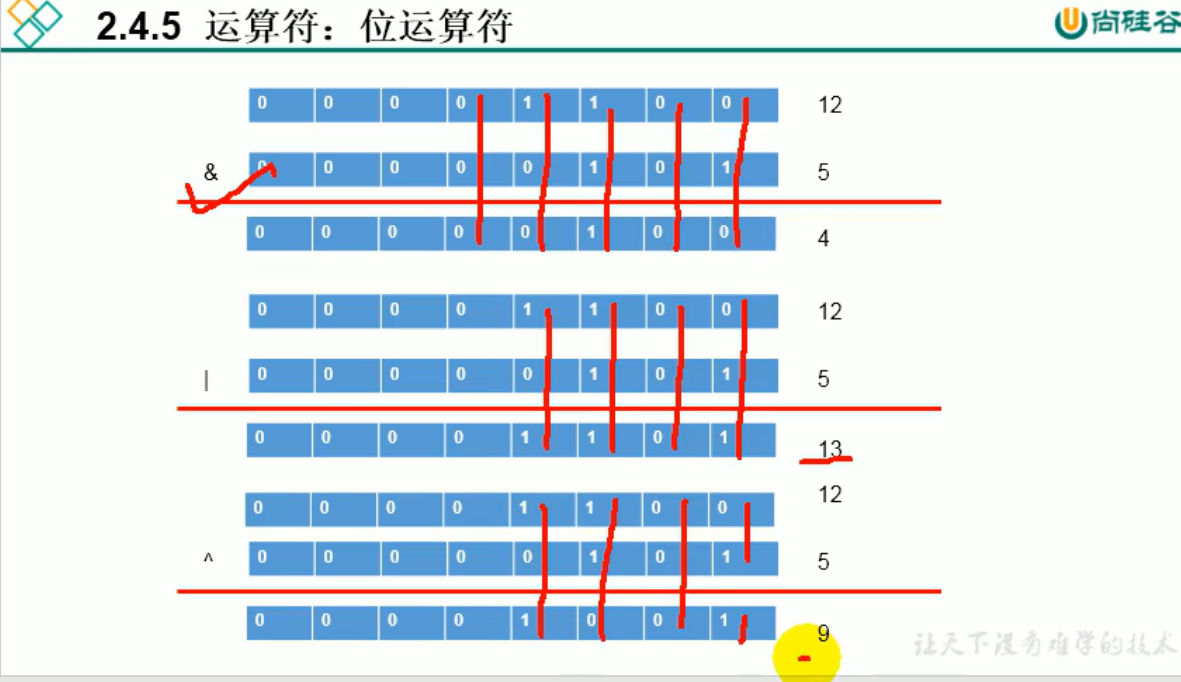 2.4.5 运算符：位运算符
尚硅谷
0 0 0 0 1 1 0 0 12
& 0 0 0 0 0 1 0 1 5
0 0 0 0 0 1 0 0 4
0 0 0 0 1 1 0 0 12
| 0 0 0 0 0 1 0 1 5
0 0 0 0 1 1 0 1 13
0 0 0 0 1 1 0 0 12
^ 0 0 0 0 0 1 0 1 5
0 0 0 0 1 0 0 1 9
让天下没有难学的技术